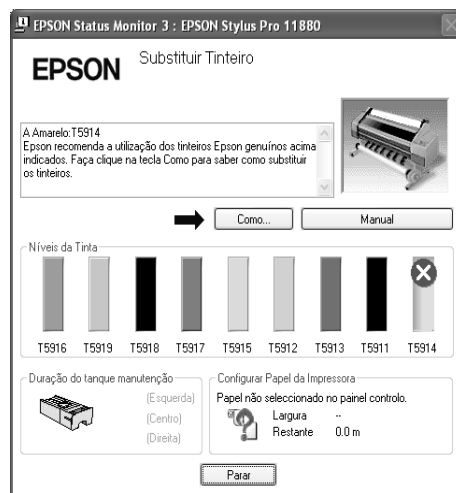 EPSON Status Monitor 3 : EPSON Stylus Pro 11880
EPSON
Substituir Tinteiro
A Amarelo:T5914
Epson recomenda a utilização dos tinteiros Epson genuínos acima
indicados. Faça clique na tecla Como para saber como substituir
os tinteiros.
Como...
Manual
Níveis da Tinta
T5916 T5919 T5918 T5917 T5915 T5912 T5913 T5911 T5914
Duração do tanque manutenção
(Esquerda)
(Centro)
(Direita)
Configurar Papel da Impressora
Papel não seleccionado no painel controlo.
Largura --
Restante 0.0 m
Parar